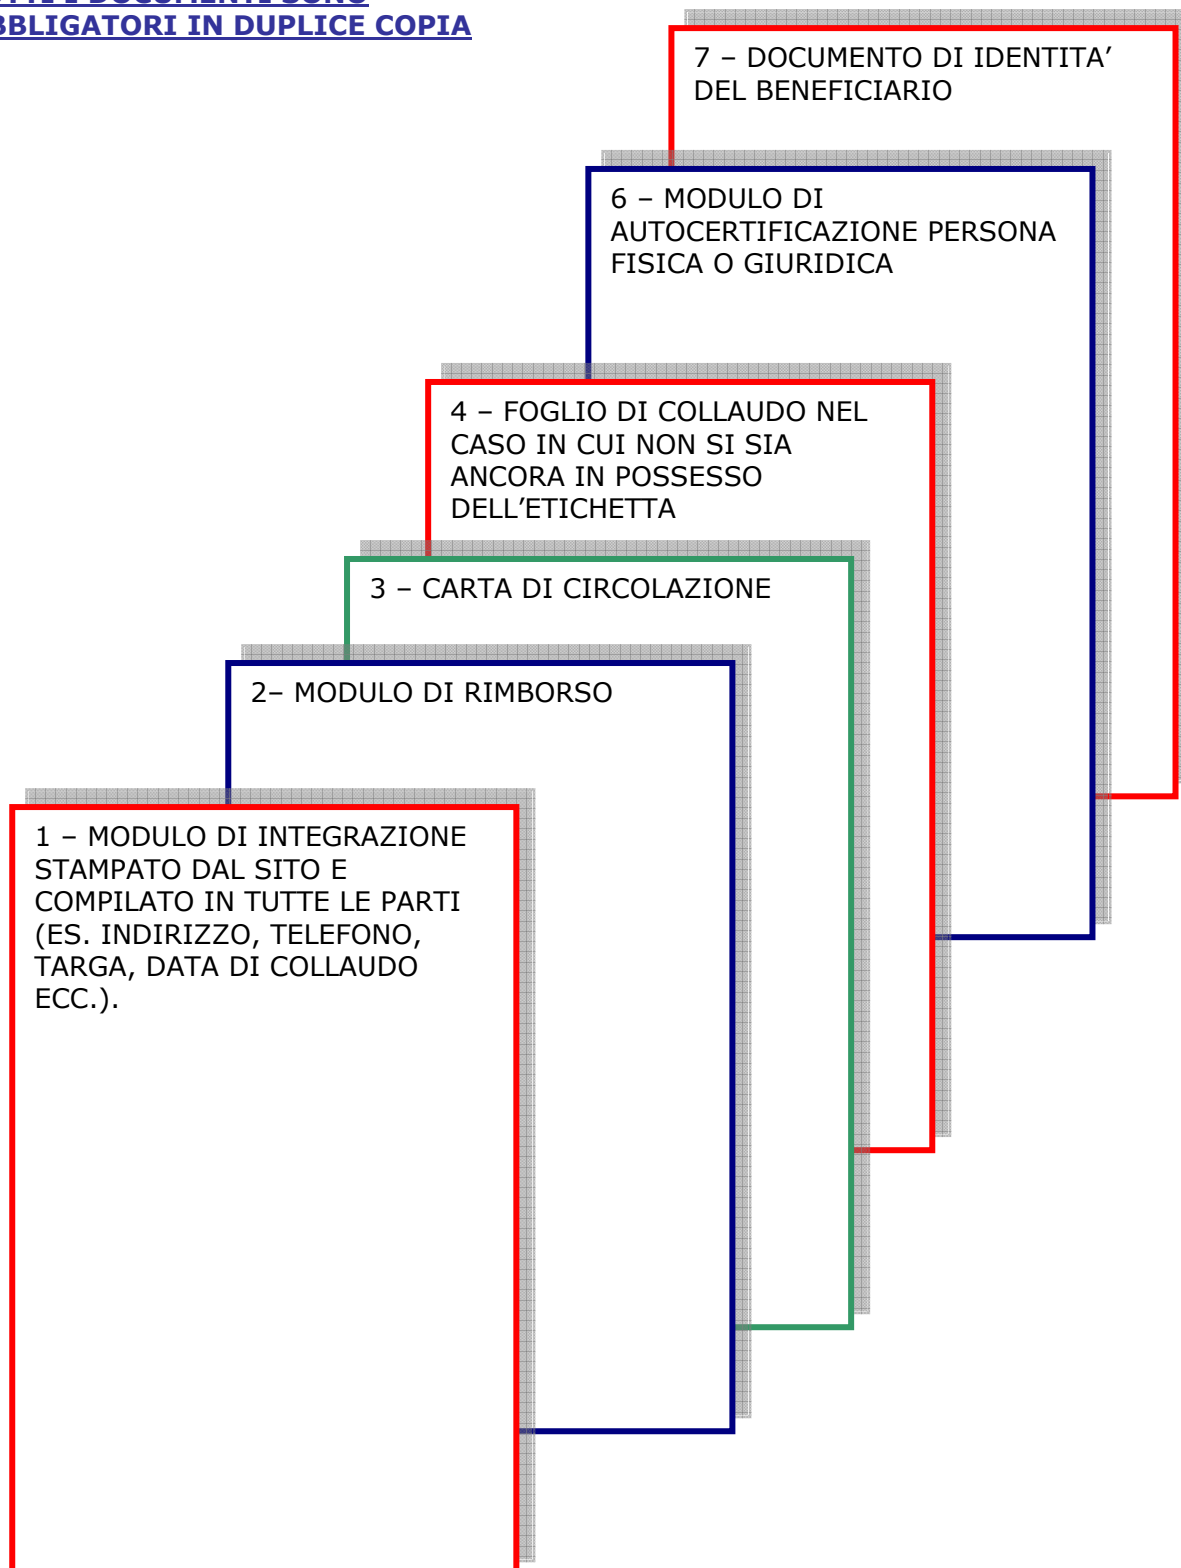 BBLIGATORI IN DUPLICE COPIA
7 – DOCUMENTO DI IDENTITA’
DEL BENEFICIARIO
6 – MODULO DI
AUTOCERTIFICAZIONE PERSONA
FISICA O GIURIDICA
4 – FOGLIO DI COLLAUDO NEL
CASO IN CUI NON SI SIA
ANCORA IN POSSESSO
DELL’ETICHETTA
3 – CARTA DI CIRCOLAZIONE
2– MODULO DI RIMBORSO
1 – MODULO DI INTEGRAZIONE
STAMPATO DAL SITO E
COMPILATO IN TUTTE LE PARTI
(ES. INDIRIZZO, TELEFONO,
TARGA, DATA DI COLLAUDO
ECC.).